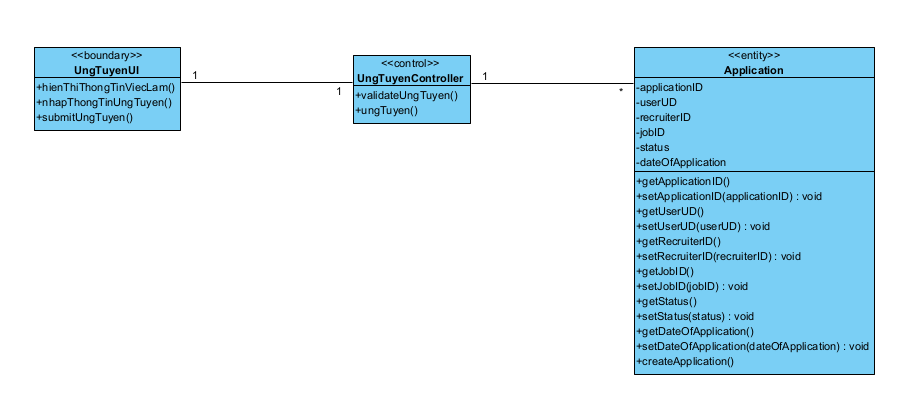 <<boundary>>
UngTuyenUI
+hienThiThongTinViecLam()
+nhapThongTinUngTuyen()
+submitUngTuyen()
1
1
<<control>>
UngTuyenController
+validateUngTuyen()
+ungTuyen()
1
*
<<entity>>
Application
-applicationID
-userUD
-recruiterID
-jobID
-status
-dateOfApplication
+getApplicationID()
+setApplicationID(applicationID) : void
+getUserUD()
+setUserUD(userUD) : void
+getRecruiterID()
+setRecruiterID(recruiterID) : void
+getJobID()
+setJobID(jobID) : void
+getStatus()
+setStatus(status) : void
+getDateOfApplication()
+setDateOfApplication(dateOfApplication) : void
+createApplication()